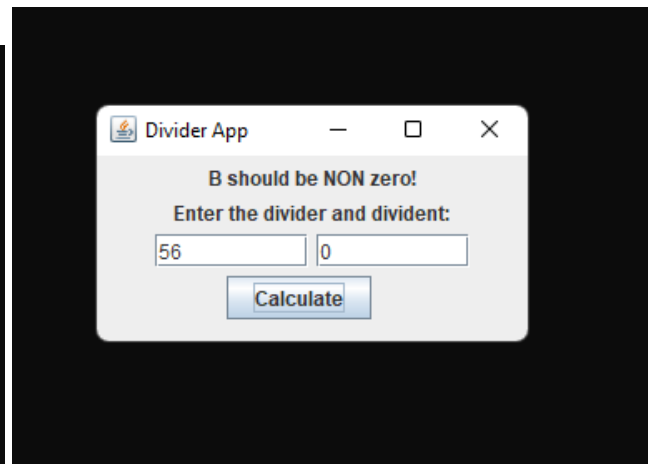 Divider App
B should be NON zero!
Enter the divider and divident:
56 0
Calculate